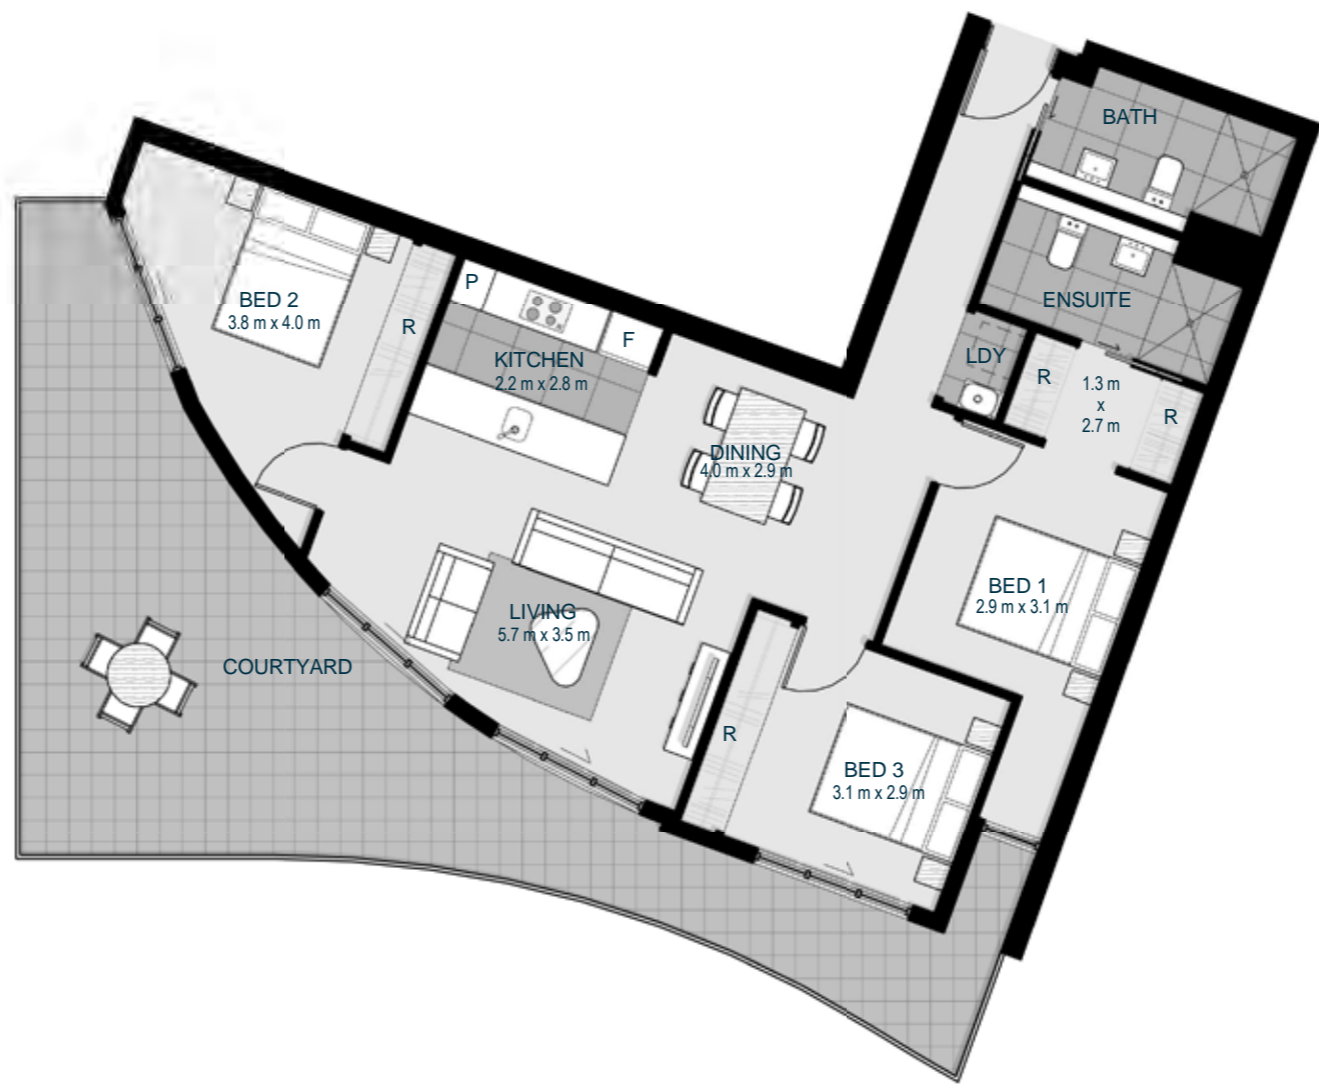 BATH
ENSUITE
LDY
R
1.3 m
x
2.7 m
R
BED 2
3.8 m x 4.0 m
R
P
F
KITCHEN
2.2 m x 2.8 m
DINING
4.0 m x 2.9 m
BED 1
2.9 m x 3.1 m
LIVING
5.7 m x 3.5 m
COURTYARD
R
BED 3
3.1 m x 2.9 m